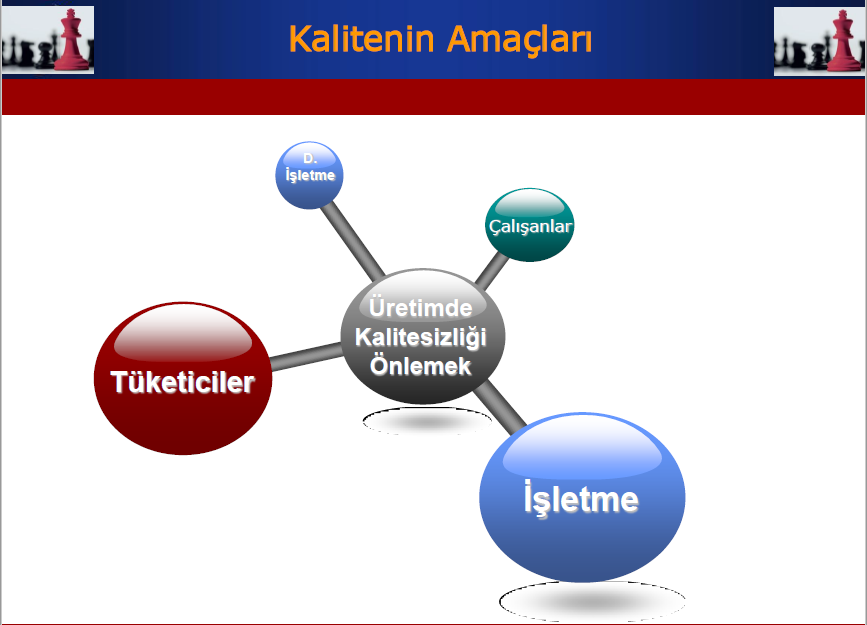 Kalitenin Amaçları
D.
İşletme
Çalışanlar
Üretimde
Kalitesizliği
Önlemek
Tüketiciler
İşletme